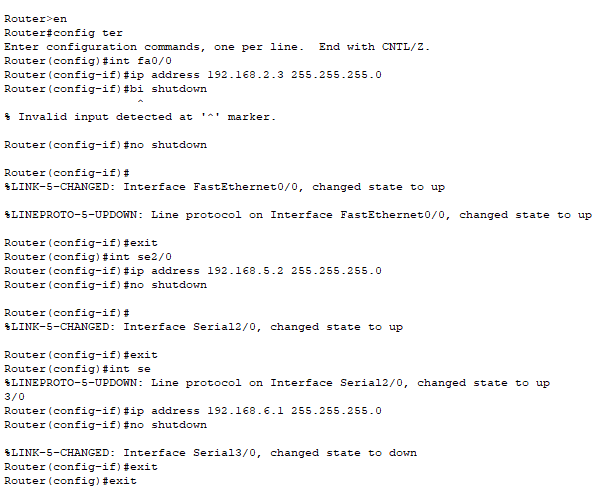 Router>en
Router#config ter
Enter configuration commands, one per line.  End with CNTL/Z.
Router(config)#int fa0/0
Router(config-if)#ip address 192.168.2.3 255.255.255.0
Router(config-if)#bi shutdown
^
% Invalid input detected at '^' marker.
Router(config-if)#no shutdown
Router(config-if)#
%LINK-5-CHANGED: Interface FastEthernet0/0, changed state to up
%LINEPROTO-5-UPDOWN: Line protocol on Interface FastEthernet0/0, changed state to up
Router(config-if)#exit
Router(config)#int se2/0
Router(config-if)#ip address 192.168.5.2 255.255.255.0
Router(config-if)#no shutdown
Router(config-if)#
%LINK-5-CHANGED: Interface Serial2/0, changed state to up
Router(config-if)#exit
Router(config)#int se
%LINEPROTO-5-UPDOWN: Line protocol on Interface Serial2/0, changed state to up
3/0
Router(config-if)#ip address 192.168.6.1 255.255.255.0
Router(config-if)#no shutdown
%LINK-5-CHANGED: Interface Serial3/0, changed state to down
Router(config-if)#exit
Router(config)#exit